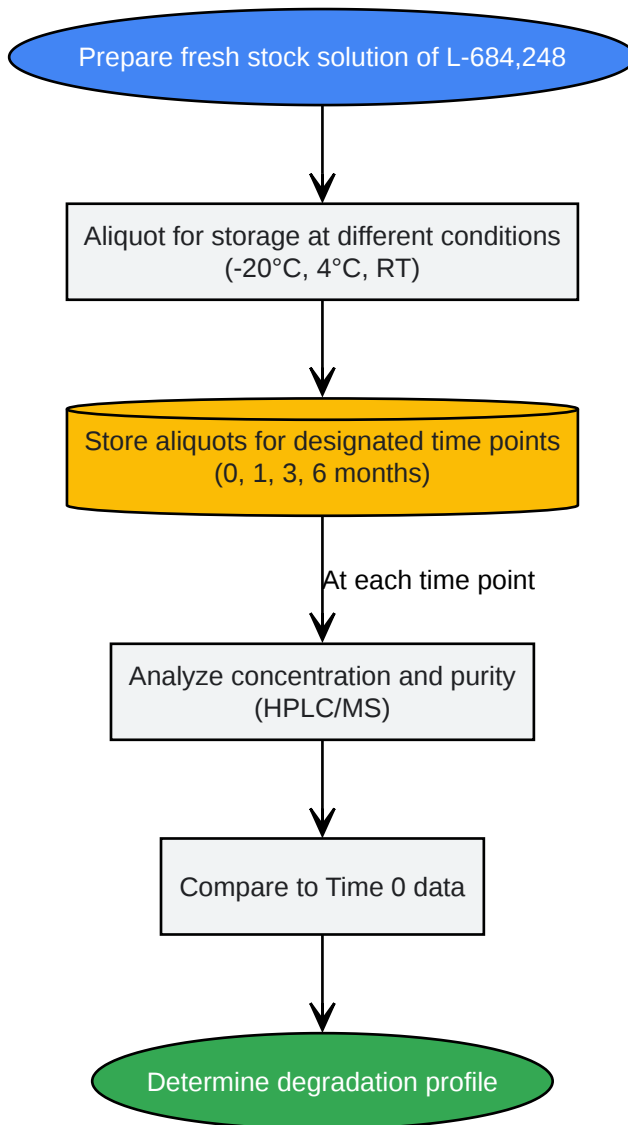 Prepare fresh stock solution of L-684,248
Aliquot for storage at different conditions
(-20°C, 4°C, RT)
Store aliquots for designated time points
(0, 1, 3, 6 months)
At each time point
Analyze concentration and purity
(HPLC/MS)
Compare to Time 0 data
Determine degradation profile